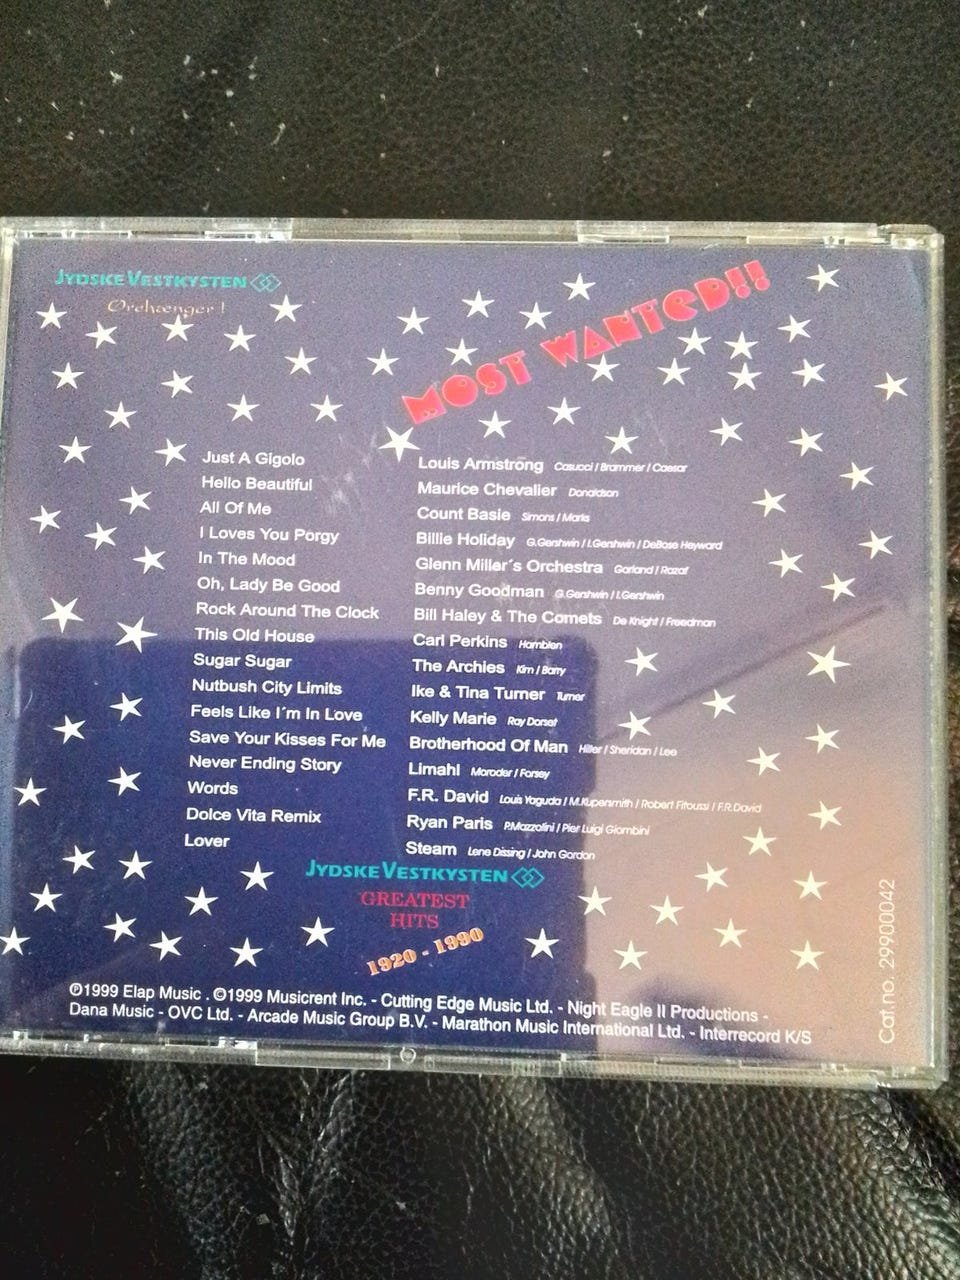 JYDSKE VESTKYSTEN
Ørehænger!
MOST WANTED!!
Just A Gigolo Louis Armstrong Casucci / Brammer / Caesar
Hello Beautiful Maurice Chevalier Donaldson
All Of Me Count Basie Simons / Marks
I Loves You Porgy Billie Holiday G.Gershwin / I.Gershwin / DeBose Heyward
In The Mood Glenn Miller´s Orchestra Garland / Razaf
Oh, Lady Be Good Benny Goodman G.Gershwin / I.Gershwin
Rock Around The Clock Bill Haley & The Comets De Knight / Freedman
This Old House Carl Perkins Hamblen
Sugar Sugar The Archies Kim / Barry
Nutbush City Limits Ike & Tina Turner Turner
Feels Like I´m In Love Kelly Marie Ray Dorset
Save Your Kisses For Me Brotherhood Of Man Hiller / Sheridan / Lee
Never Ending Story Limahl Moroder / Forsey
Words F.R. David Louis Yaguda / M.Kupersmith / Robert Fitoussi / F.R.David
Dolce Vita Remix Ryan Paris P.Mazzolini / Pier Luigi Giombini
Lover Steam Lene Dissing / John Gordon
JYDSKE VESTKYSTEN
GREATEST
HITS
1920 - 1990
℗1999 Elap Music . ©1999 Musicrent Inc. - Cutting Edge Music Ltd. - Night Eagle II Productions -
Dana Music - OVC Ltd. - Arcade Music Group B.V. - Marathon Music International Ltd. - Interrecord K/S
Cat.no. 29900042